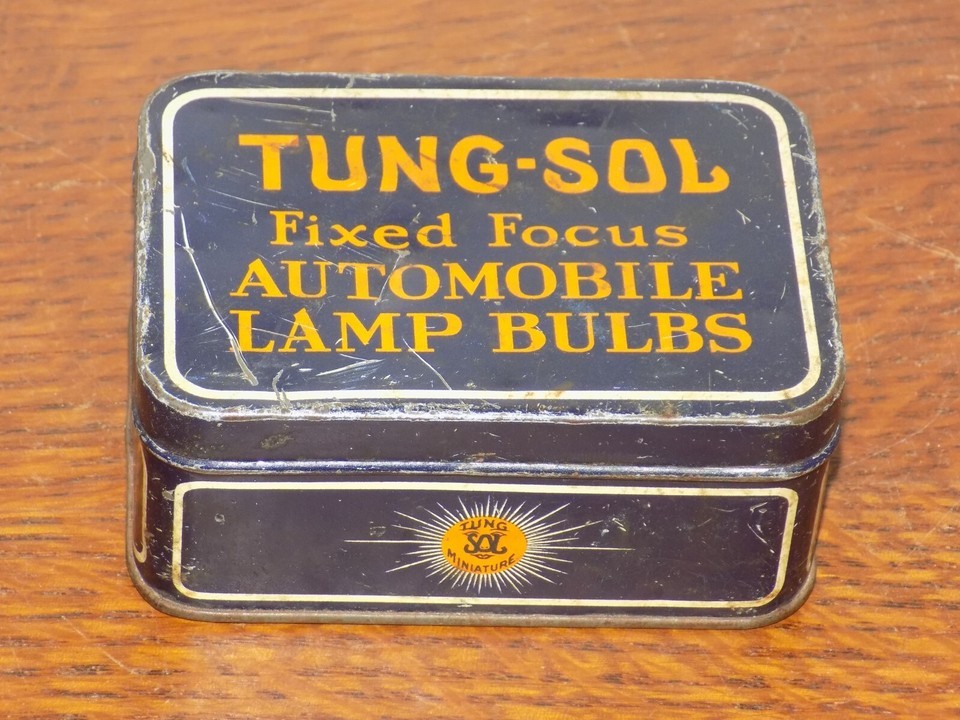 TUNG-SOL
Fixed Focus
AUTOMOBILE
LAMP BULBS
TUNG
SOL
MINIATURE